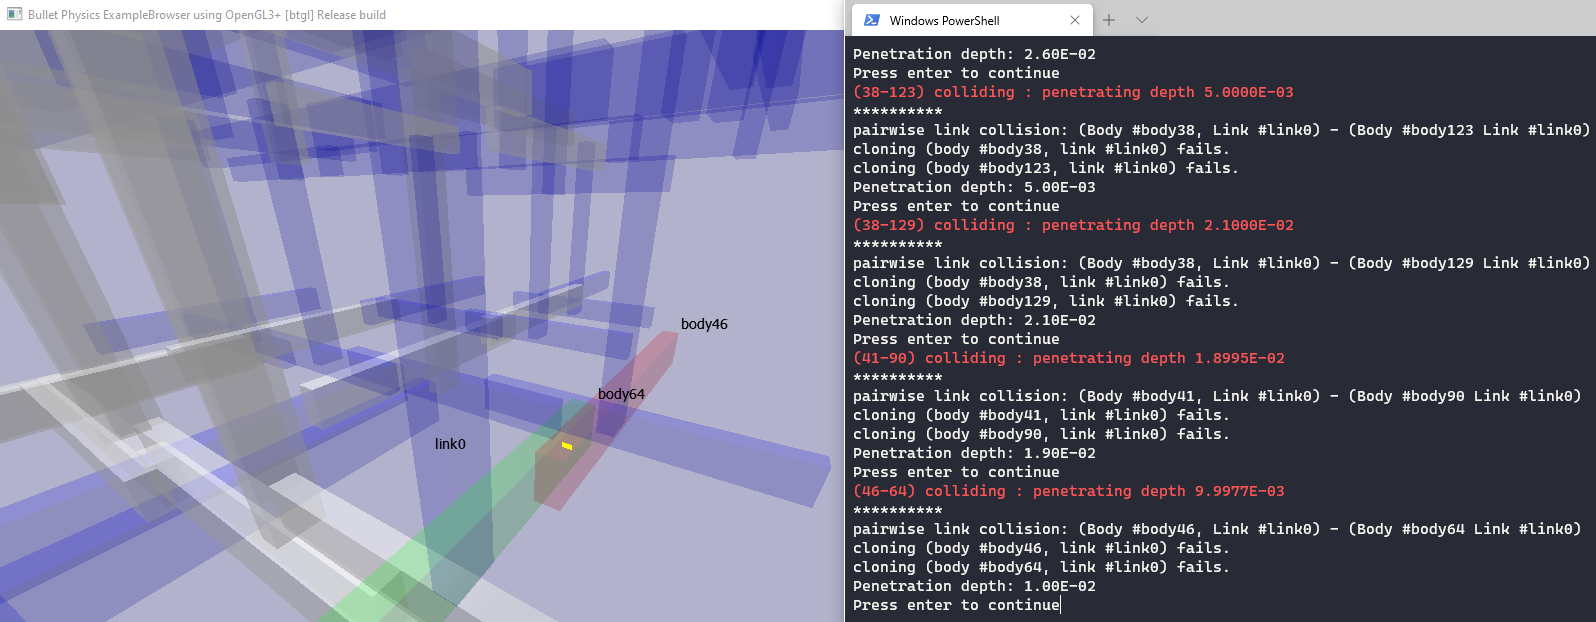 Bullet Physics ExampleBrowser using OpenGL3+ [btgl] Release build
body46
body64
link0
Windows PowerShell
Penetration depth: 2.60E-02
Press enter to continue
(38-123) colliding : penetrating depth 5.0000E-03
**********
pairwise link collision: (Body #body38, Link #link0) - (Body #body123 Link #link0)
cloning (body #body38, link #link0) fails.
cloning (body #body123, link #link0) fails.
Penetration depth: 5.00E-03
Press enter to continue
(38-129) colliding : penetrating depth 2.1000E-02
**********
pairwise link collision: (Body #body38, Link #link0) - (Body #body129 Link #link0)
cloning (body #body38, link #link0) fails.
cloning (body #body129, link #link0) fails.
Penetration depth: 2.10E-02
Press enter to continue
(41-90) colliding : penetrating depth 1.8995E-02
**********
pairwise link collision: (Body #body41, Link #link0) - (Body #body90 Link #link0)
cloning (body #body41, link #link0) fails.
cloning (body #body90, link #link0) fails.
Penetration depth: 1.90E-02
Press enter to continue
(46-64) colliding : penetrating depth 9.9977E-03
**********
pairwise link collision: (Body #body46, Link #link0) - (Body #body64 Link #link0)
cloning (body #body46, link #link0) fails.
cloning (body #body64, link #link0) fails.
Penetration depth: 1.00E-02
Press enter to continue